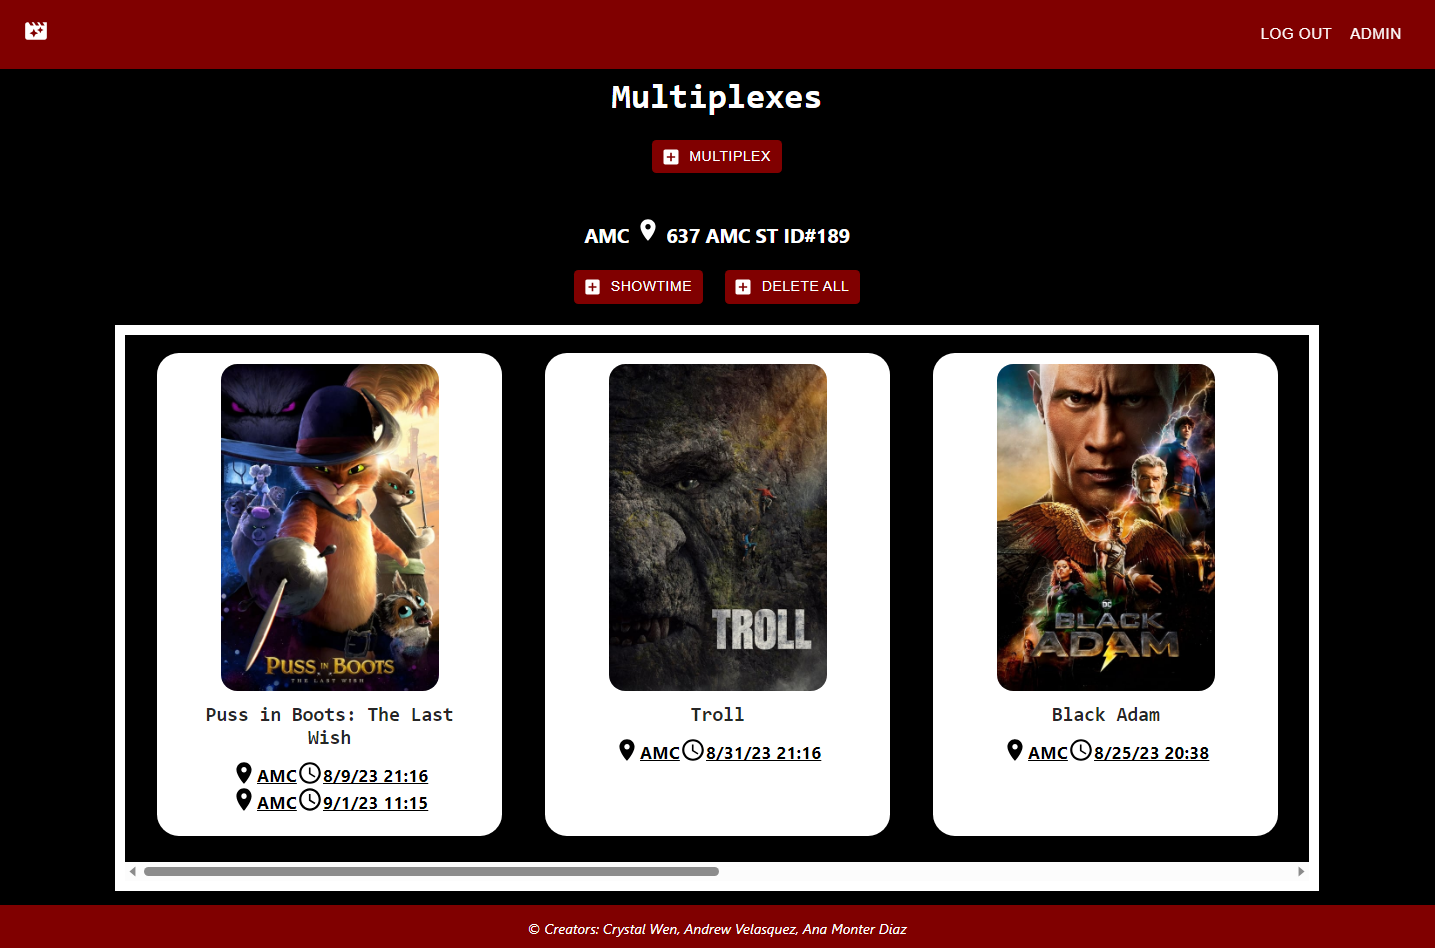 LOG OUT ADMIN
Multiplexes
MULTIPLEX
AMC 637 AMC ST ID#189
SHOWTIME DELETE ALL
PUSS IN BOOTS
THE LAST WISH
Puss in Boots: The Last
Wish
AMC 8/9/23 21:16
AMC 9/1/23 11:15
TROLL
Troll
AMC 8/31/23 21:16
DC
BLACK
ADAM
Black Adam
AMC 8/25/23 20:38
© Creators: Crystal Wen, Andrew Velasquez, Ana Monter Diaz